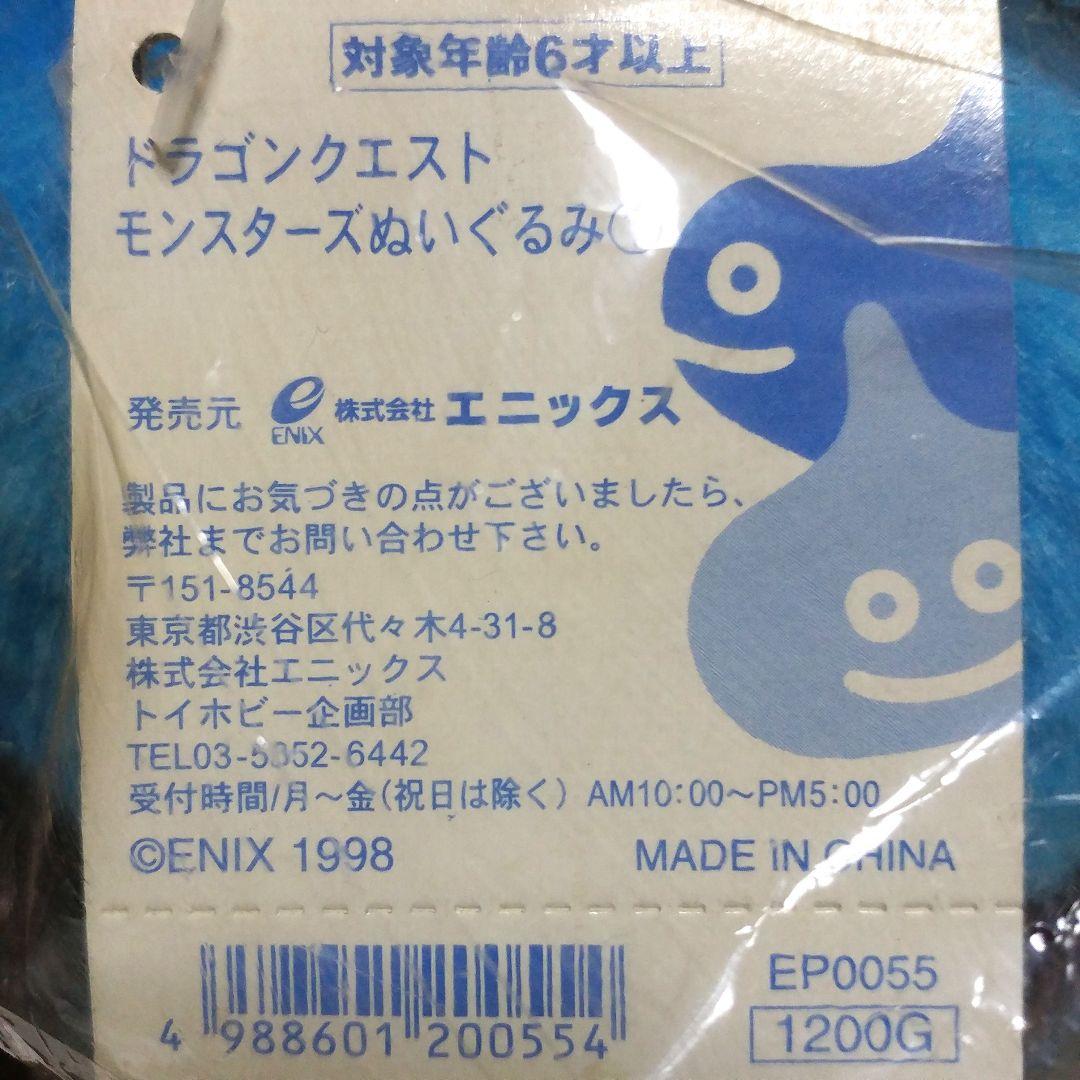 対象年齢6才以上
ドラゴンクエスト
モンスターズぬいぐるみ
発売元 e ENIX 株式会社 エニックス
製品にお気づきの点がございましたら、
弊社までお問い合わせ下さい。
〒151-8544
東京都渋谷区代々木4-31-8
株式会社エニックス
トイホビー企画部
TEL03-5352-6442
受付時間/月～金(祝日は除く) AM10:00～PM5:00
©ENIX 1998 MADE IN CHINA
4 988601 200554
EP0055
1200G